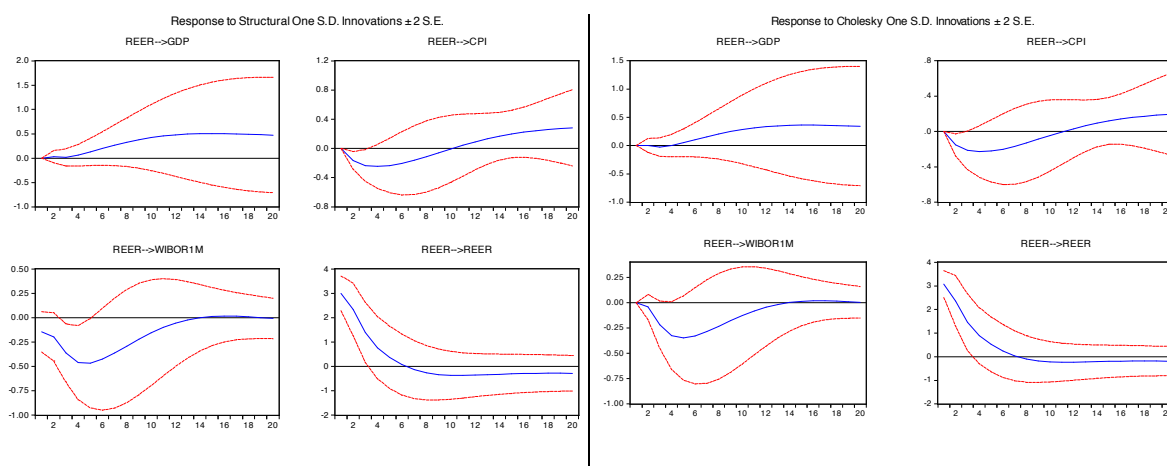 Response to Structural One S.D. Innovations ± 2 S.E.
REER-->GDP
2.0
1.5
1.0
0.5
0.0
-0.5
-1.0
2 4 6 8 10 12 14 16 18 20
REER-->CPI
1.2
0.8
0.4
0.0
-0.4
-0.8
2 4 6 8 10 12 14 16 18 20
REER-->WIBOR1M
0.50
0.25
0.00
-0.25
-0.50
-0.75
-1.00
2 4 6 8 10 12 14 16 18 20
REER-->REER
4
3
2
1
0
-1
-2
2 4 6 8 10 12 14 16 18 20
Response to Cholesky One S.D. Innovations ± 2 S.E.
REER-->GDP
1.5
1.0
0.5
0.0
-0.5
-1.0
2 4 6 8 10 12 14 16 18 20
REER-->CPI
.8
.4
.0
-.4
-.8
2 4 6 8 10 12 14 16 18 20
REER-->WIBOR1M
0.25
0.00
-0.25
-0.50
-0.75
-1.00
2 4 6 8 10 12 14 16 18 20
REER-->REER
4
3
2
1
0
-1
-2
2 4 6 8 10 12 14 16 18 20